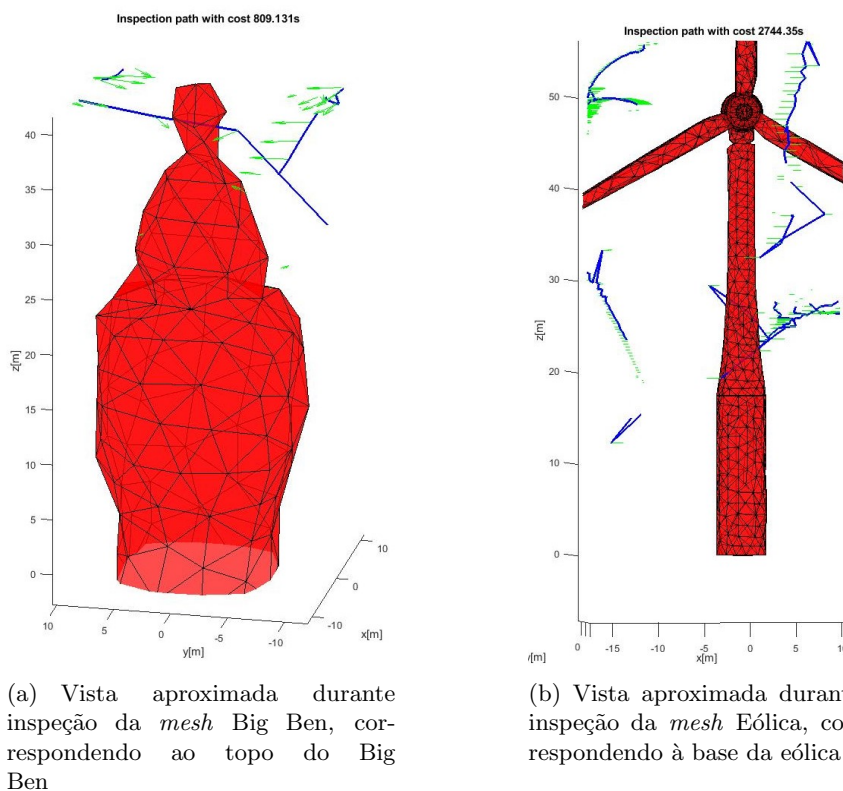 Inspection path with cost 809.131s
40
35
30
25
20
15
10
5
0
z[m]
10
5
0
-5
-10
y[m]
-10
0
10
x[m]
(a) Vista aproximada durante
inspeção da mesh Big Ben, cor-
respondendo ao topo do Big
Ben
Inspection path with cost 2744.35s
50
40
30
20
10
0
z[m]
0
-15
-10
-5
0
5
10
x[m]
/[m]
(b) Vista aproximada durant
inspeção da mesh Eólica, co
respondendo à base da eólica